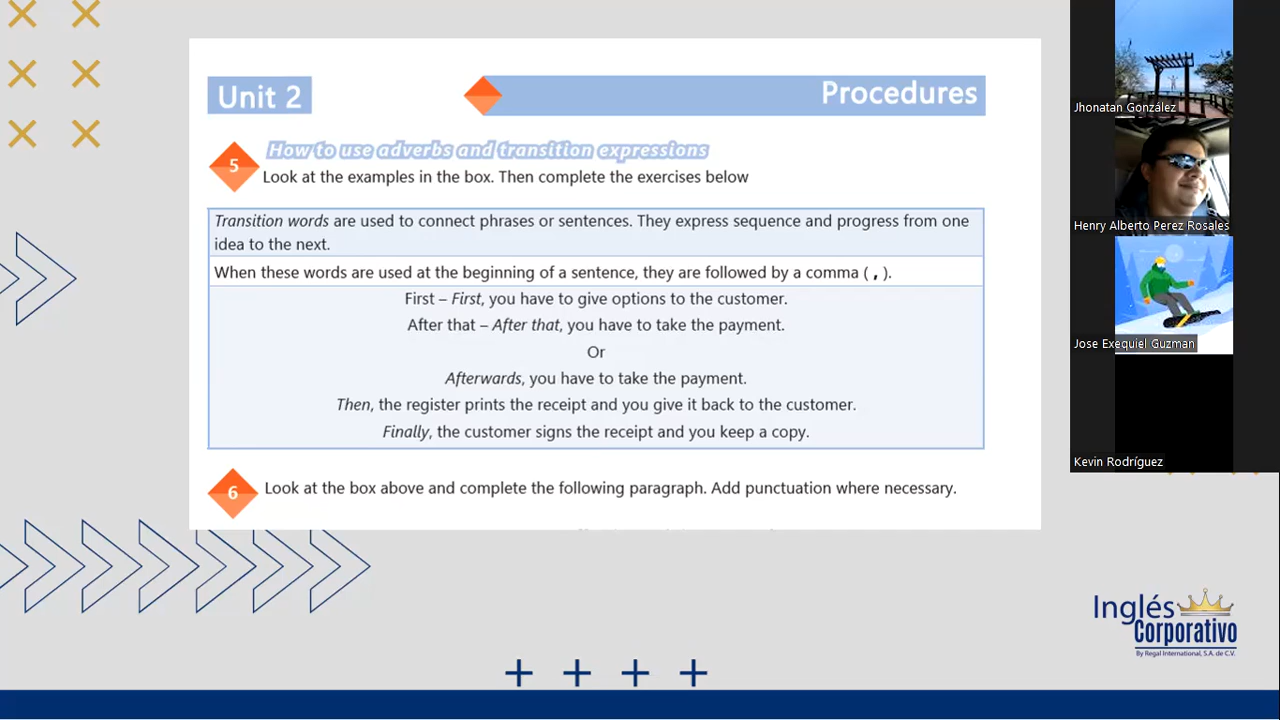 Unit 2
Procedures
5
How to use adverbs and transition expressions
Look at the examples in the box. Then complete the exercises below
Transition words are used to connect phrases or sentences. They express sequence and progress from one
idea to the next.
When these words are used at the beginning of a sentence, they are followed by a comma ( , ).
First – First, you have to give options to the customer.
After that – After that, you have to take the payment.
Or
Afterwards, you have to take the payment.
Then, the register prints the receipt and you give it back to the customer.
Finally, the customer signs the receipt and you keep a copy.
6
Look at the box above and complete the following paragraph. Add punctuation where necessary.
Jhonatan González
Henry Alberto Perez Rosales
Jose Exequiel Guzman
Kevin Rodríguez
Inglés
Corporativo
By Regal International, S.A. de C.V.